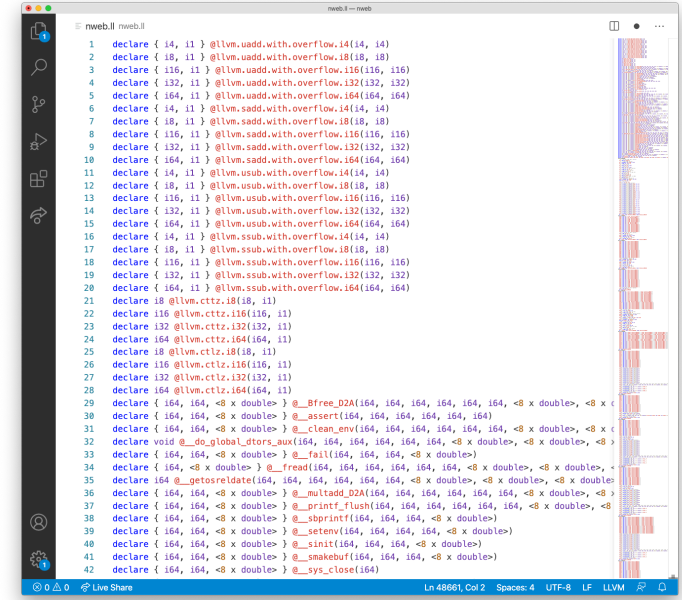 nweb.ll — nweb
nweb.ll nweb.ll
1 declare { i4, i1 } @llvm.uadd.with.overflow.i4(i4, i4)
2 declare { i8, i1 } @llvm.uadd.with.overflow.i8(i8, i8)
3 declare { i16, i1 } @llvm.uadd.with.overflow.i16(i16, i16)
4 declare { i32, i1 } @llvm.uadd.with.overflow.i32(i32, i32)
5 declare { i64, i1 } @llvm.uadd.with.overflow.i64(i64, i64)
6 declare { i4, i1 } @llvm.sadd.with.overflow.i4(i4, i4)
7 declare { i8, i1 } @llvm.sadd.with.overflow.i8(i8, i8)
8 declare { i16, i1 } @llvm.sadd.with.overflow.i16(i16, i16)
9 declare { i32, i1 } @llvm.sadd.with.overflow.i32(i32, i32)
10 declare { i64, i1 } @llvm.sadd.with.overflow.i64(i64, i64)
11 declare { i4, i1 } @llvm.usub.with.overflow.i4(i4, i4)
12 declare { i8, i1 } @llvm.usub.with.overflow.i8(i8, i8)
13 declare { i16, i1 } @llvm.usub.with.overflow.i16(i16, i16)
14 declare { i32, i1 } @llvm.usub.with.overflow.i32(i32, i32)
15 declare { i64, i1 } @llvm.usub.with.overflow.i64(i64, i64)
16 declare { i4, i1 } @llvm.ssub.with.overflow.i4(i4, i4)
17 declare { i8, i1 } @llvm.ssub.with.overflow.i8(i8, i8)
18 declare { i16, i1 } @llvm.ssub.with.overflow.i16(i16, i16)
19 declare { i32, i1 } @llvm.ssub.with.overflow.i32(i32, i32)
20 declare { i64, i1 } @llvm.ssub.with.overflow.i64(i64, i64)
21 declare i8 @llvm.cttz.i8(i8, i1)
22 declare i16 @llvm.cttz.i16(i16, i1)
23 declare i32 @llvm.cttz.i32(i32, i1)
24 declare i64 @llvm.cttz.i64(i64, i1)
25 declare i8 @llvm.ctlz.i8(i8, i1)
26 declare i16 @llvm.ctlz.i16(i16, i1)
27 declare i32 @llvm.ctlz.i32(i32, i1)
28 declare i64 @llvm.ctlz.i64(i64, i1)
29 declare { i64, i64, <8 x double> } @__Bfree_D2A(i64, i64, i64, i64, i64, i64, <8 x double>, <8 x d
30 declare { i64, i64, <8 x double> } @__assert(i64, i64, i64, i64, i64, i64)
31 declare { i64, i64, <8 x double> } @__clean_env(i64, i64, i64, i64, i64, i64, <8 x double>, <8 x d
32 declare void @__do_global_dtors_aux(i64, i64, i64, i64, i64, i64, <8 x double>, <8 x double>, <8 x
33 declare { i64, i64, <8 x double> } @__fail(i64, i64, i64, <8 x double>)
34 declare { i64, <8 x double> } @__fread(i64, i64, i64, i64, i64, i64, <8 x double>, <8 x double>, <
35 declare i64 @__getosreldate(i64, i64, i64, i64, i64, i64, <8 x double>, <8 x double>, <8 x double>
36 declare { i64, i64, <8 x double> } @__multadd_D2A(i64, i64, i64, i64, i64, i64, <8 x double>, <8 x
37 declare { i64, i64, <8 x double> } @__printf_flush(i64, i64, i64, i64, i64, i64, <8 x double>, <8
38 declare { i64, i64, <8 x double> } @__sbprintf(i64, i64, i64, <8 x double>)
39 declare { i64, i64, <8 x double> } @__setenv(i64, i64, i64, <8 x double>)
40 declare { i64, i64, <8 x double> } @__sinit(i64, i64, i64, <8 x double>)
41 declare { i64, i64, <8 x double> } @__smakebuf(i64, i64, i64, <8 x double>)
42 declare { i64, i64, <8 x double> } @__sys_close(i64)
1
1
0 0 Live Share Ln 48661, Col 2 Spaces: 4 UTF-8 LF LLVM